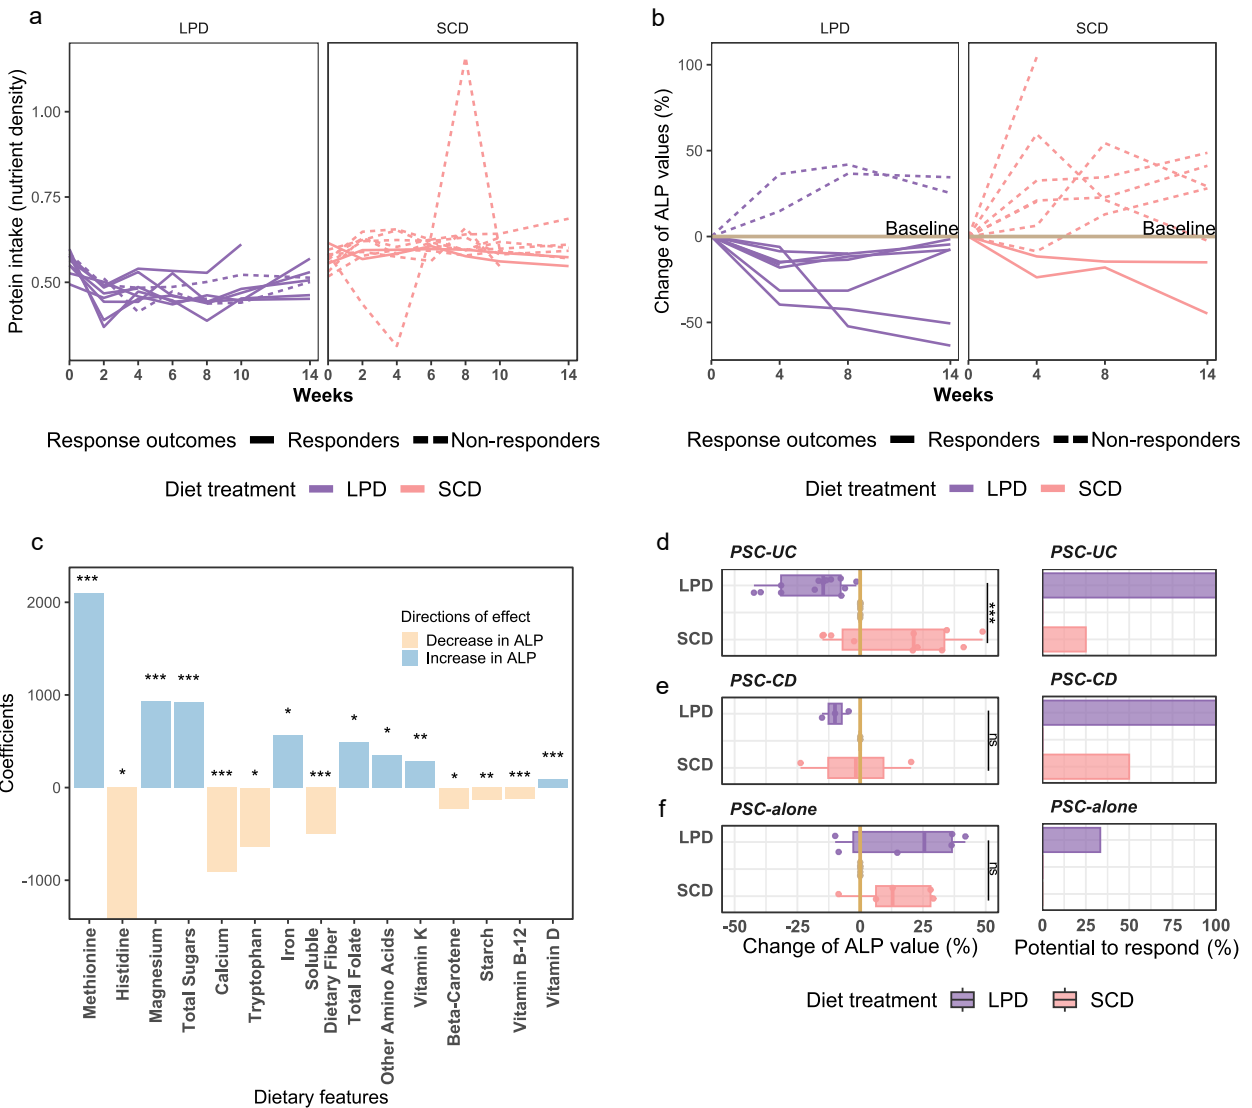 a
LPD
SCD
Protein intake (nutrient density)
1.00
0.75
0.50
0 2 4 6 8 10 14
0 2 4 6 8 10 14
Weeks
Response outcomes Responders Non-responders
Diet treatment LPD SCD
b
LPD
SCD
Change of ALP values (%)
100
50
0
-50
Baseline
Baseline
0 4 8 14
0 4 8 14
Weeks
Response outcomes Responders Non-responders
Diet treatment LPD SCD
c
Coefficients
2000
1000
0
-1000
***
*
***
***
***
*
*
***
*
*
**
*
**
***
***
Directions of effect
Decrease in ALP
Increase in ALP
Methionine
Histidine
Magnesium
Total Sugars
Calcium
Tryptophan
Iron
Soluble
Dietary Fiber
Total Folate
Other Amino Acids
Vitamin K
Beta-Carotene
Starch
Vitamin B-12
Vitamin D
Dietary features
d
PSC-UC
LPD
SCD
***
PSC-UC
e
PSC-CD
LPD
SCD
ns
PSC-CD
f
PSC-alone
LPD
SCD
ns
PSC-alone
-50 -25 0 25 50
Change of ALP value (%)
0 25 50 75 100
Potential to respond (%)
Diet treatment LPD SCD